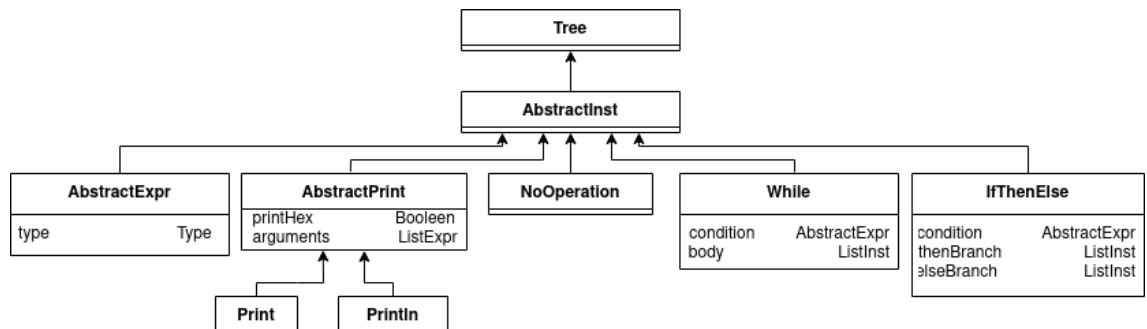 Tree
AbstractInst
AbstractExpr
type Type
AbstractPrint
printHex Booleen
arguments ListExpr
NoOperation
While
condition AbstractExpr
body ListInst
IfThenElse
condition AbstractExpr
thenBranch ListInst
elseBranch ListInst
Print
Println